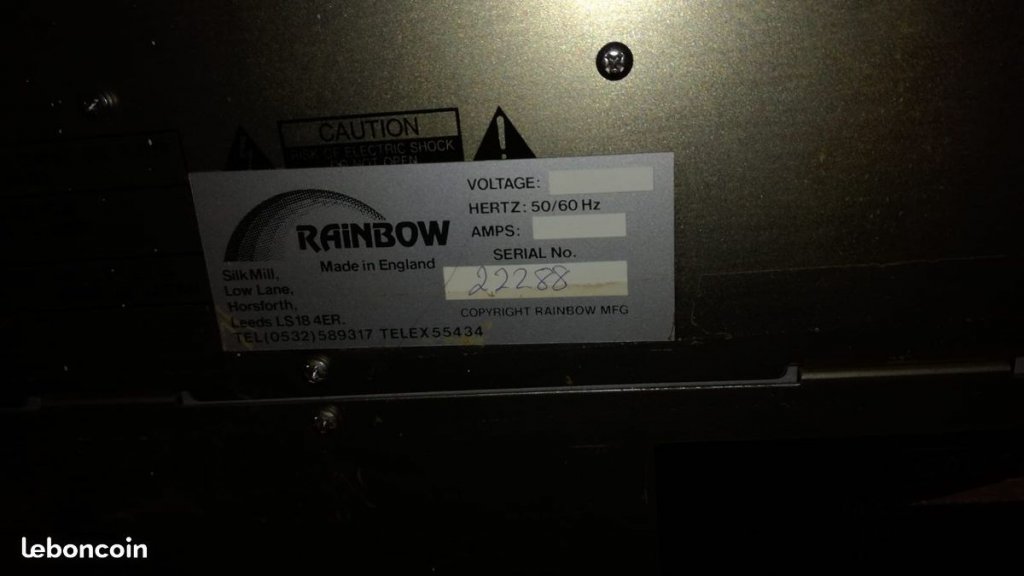 CAUTION
RISK OF ELECTRIC SHOCK
DO NOT OPEN
RAiNBOW
Made in England
Silk Mill,
Low Lane,
Horsforth,
Leeds LS18 4ER.
TEL(0532)589317 TELEX 55434
VOLTAGE:
HERTZ: 50/60 Hz
AMPS:
SERIAL No.
22288
COPYRIGHT RAINBOW MFG
leboncoin